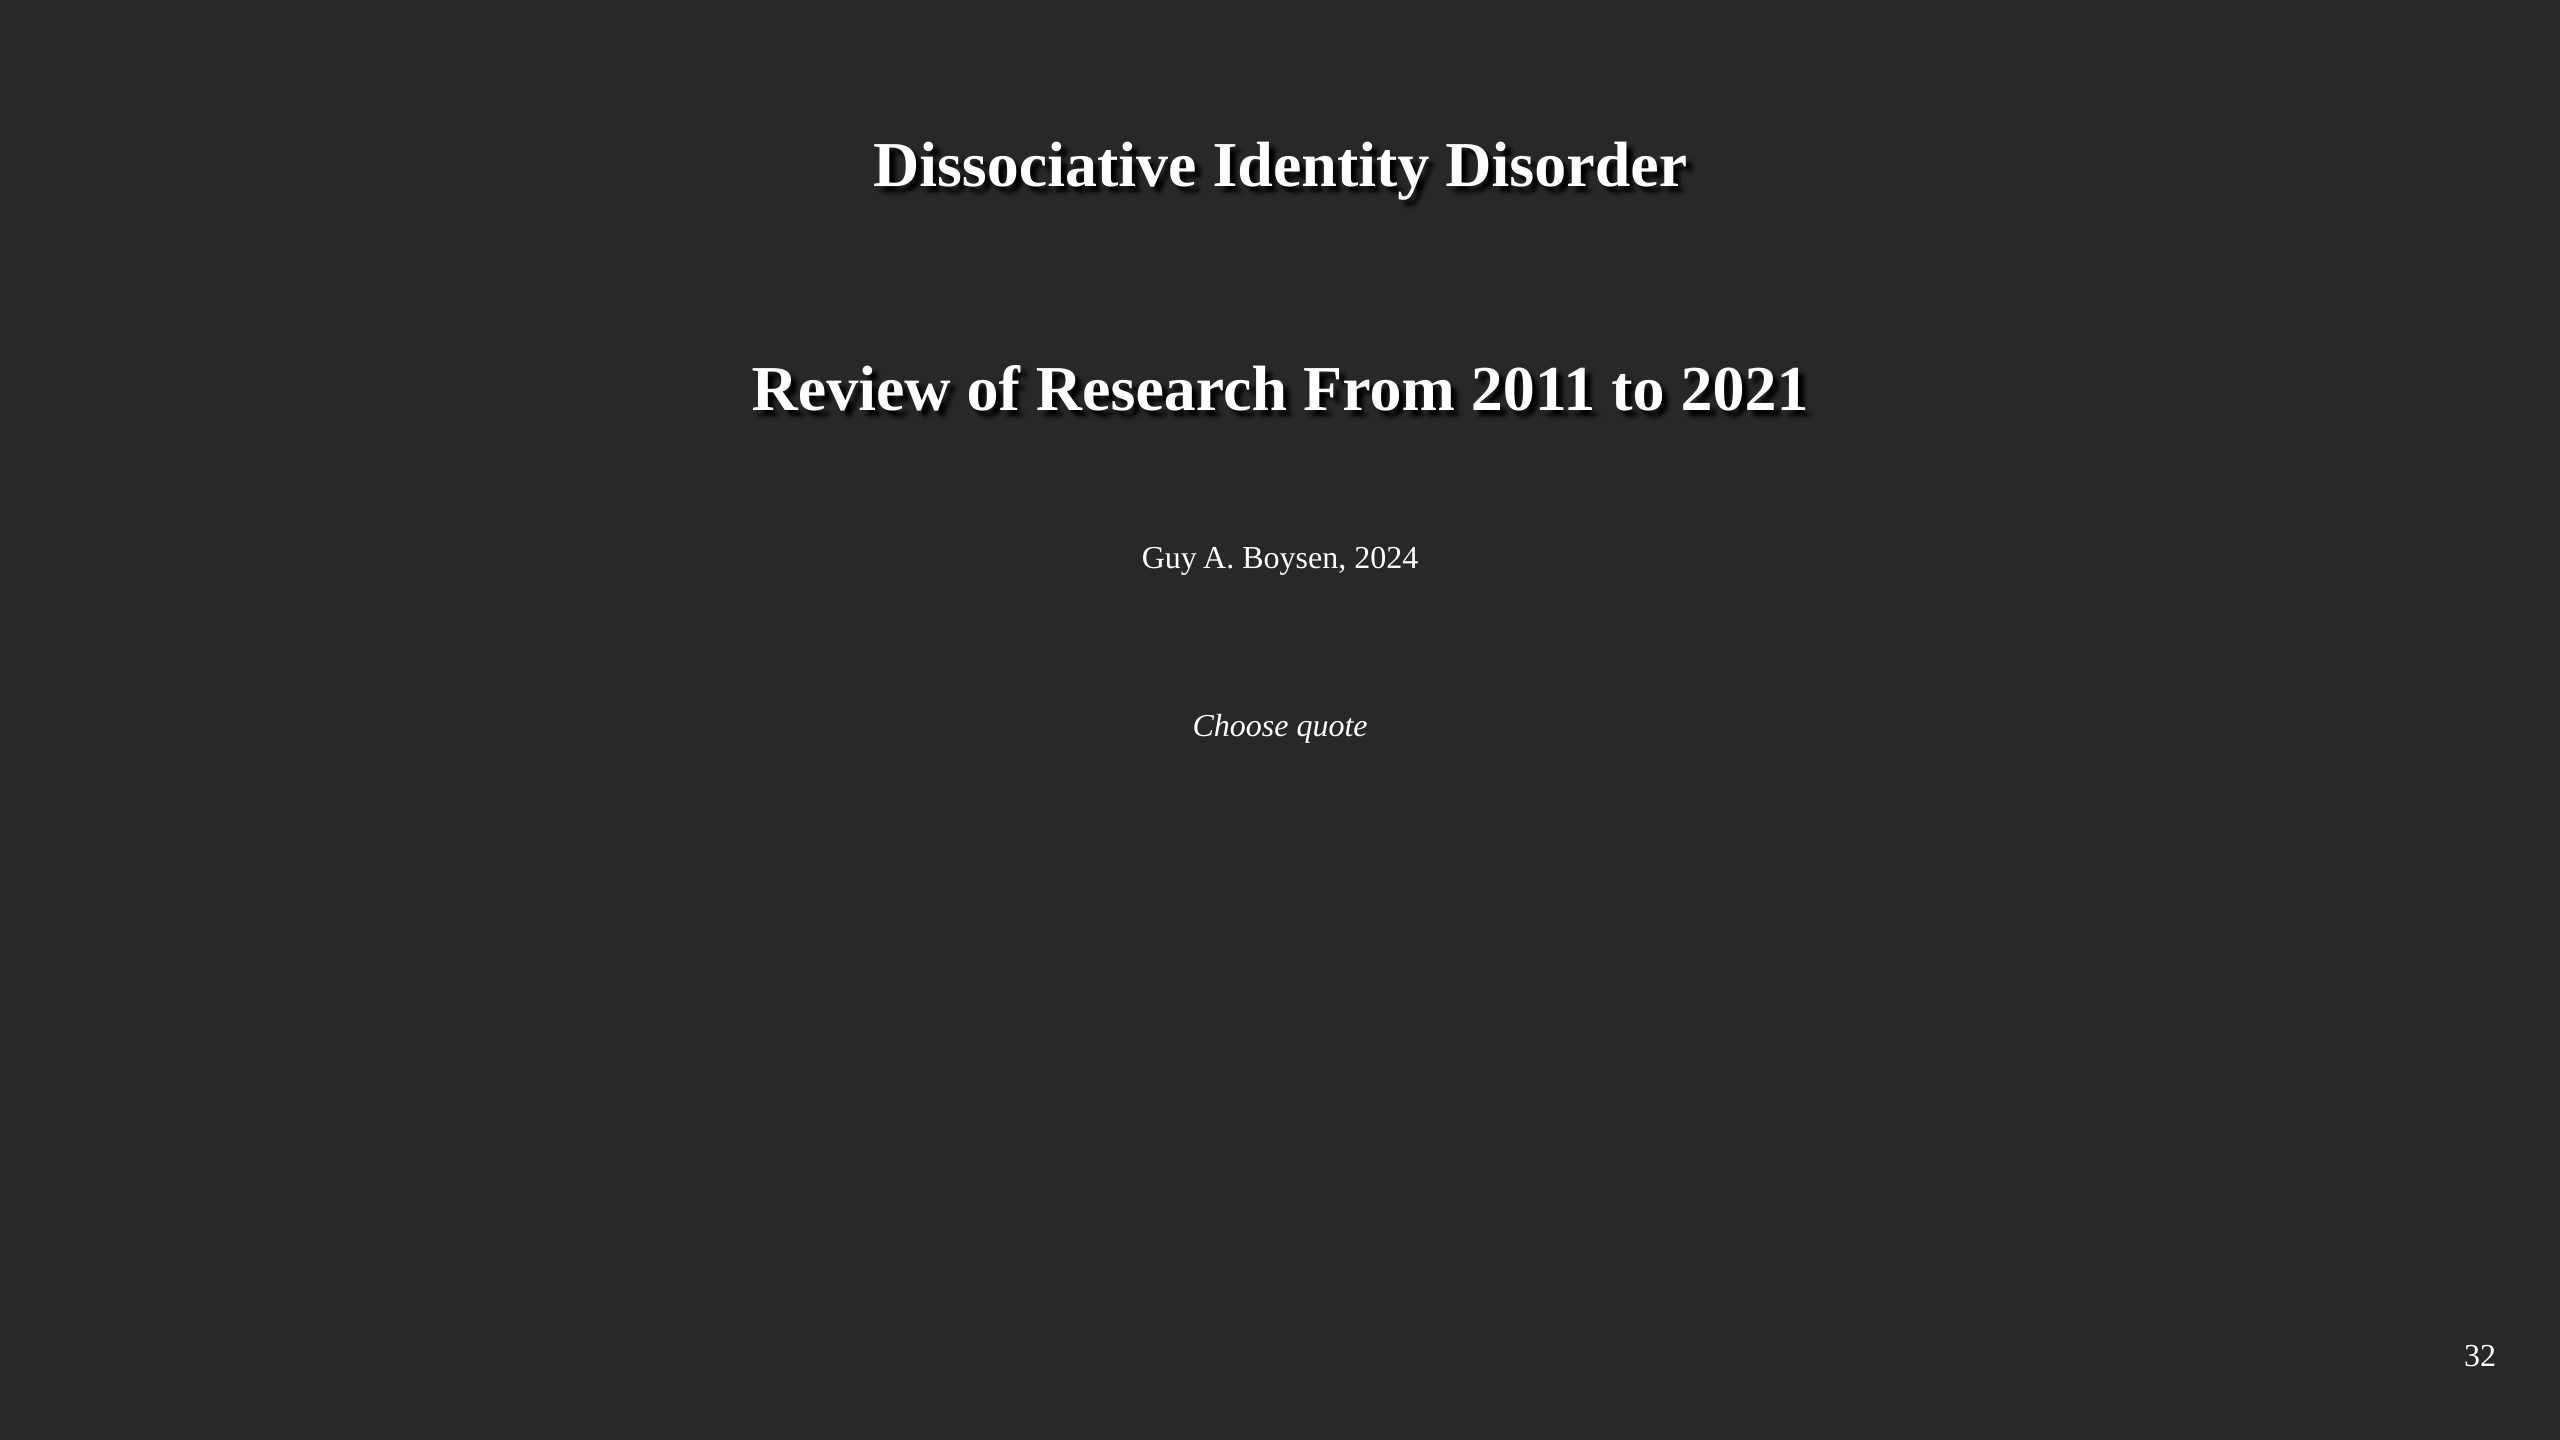 Dissociative Identity Disorder
Review of Research From 2011 to 2021
Guy A. Boysen, 2024
Choose quote
32